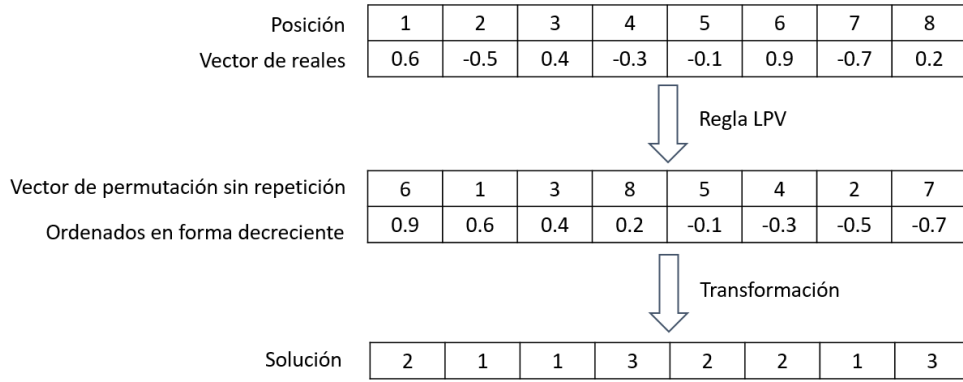 Posición 1 2 3 4 5 6 7 8
Vector de reales 0.6 -0.5 0.4 -0.3 -0.1 0.9 -0.7 0.2
Regla LPV
Vector de permutación sin repetición 6 1 3 8 5 4 2 7
Ordenados en forma decreciente 0.9 0.6 0.4 0.2 -0.1 -0.3 -0.5 -0.7
Transformación
Solución 2 1 1 3 2 2 1 3